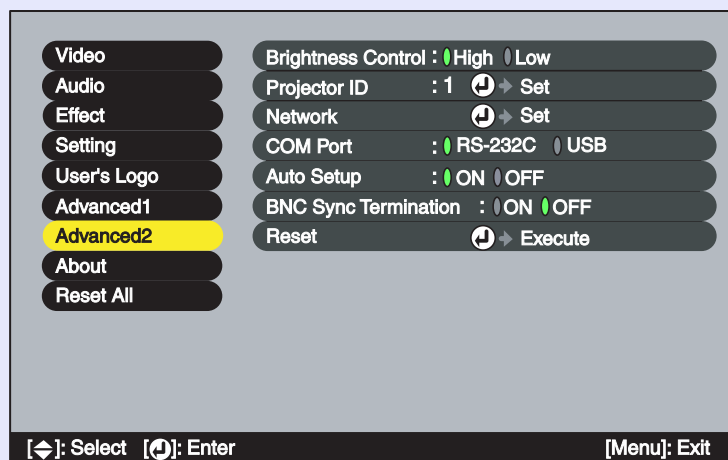 Video
Audio
Effect
Setting
User's Logo
Advanced1
Advanced2
About
Reset All
Brightness Control : High Low
Projector ID : 1 Set
Network Set
COM Port : RS-232C USB
Auto Setup : ON OFF
BNC Sync Termination : ON OFF
Reset Execute
[ ]: Select [ ]: Enter [Menu]: Exit